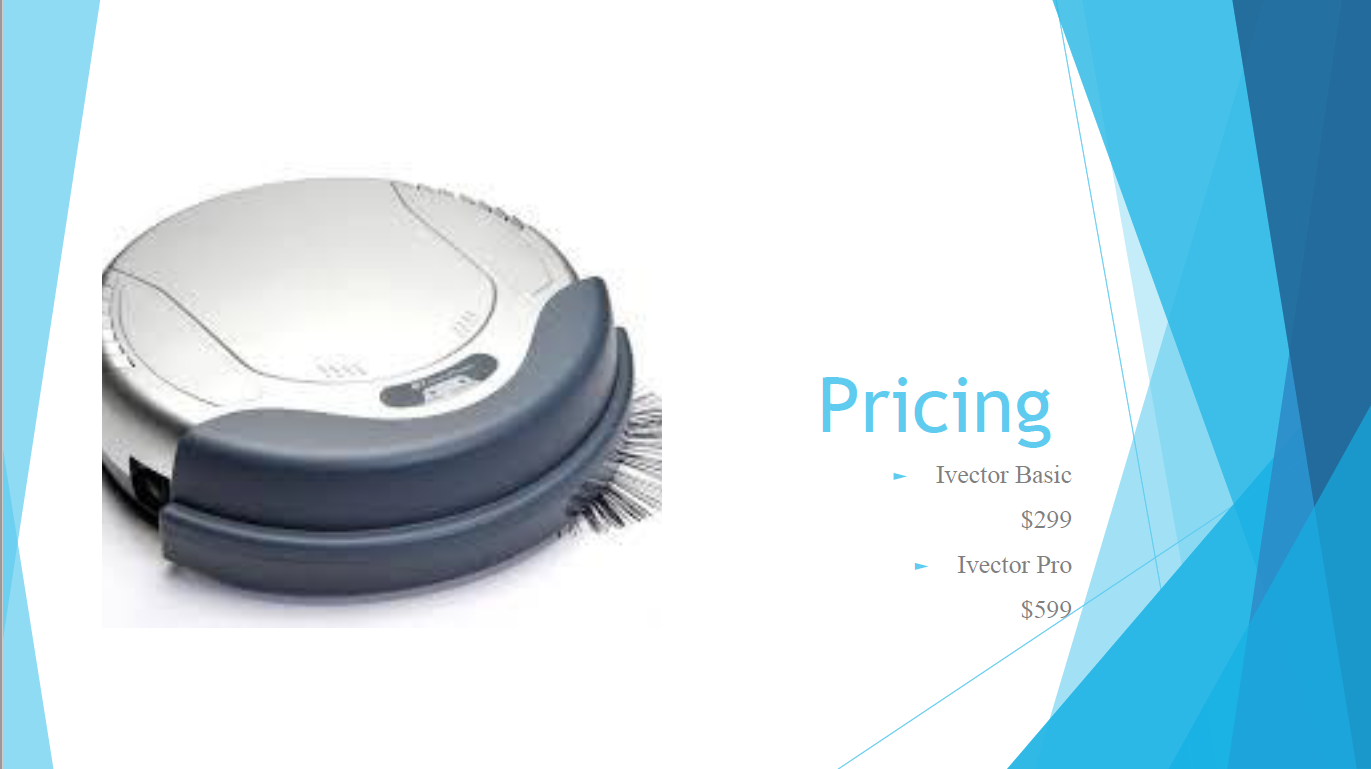 Pricing
► Ivector Basic
$299
► Ivector Pro
$599